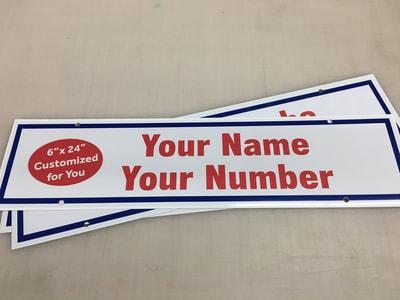 6”x 24”
Customized
for You
Your Name
Your Number